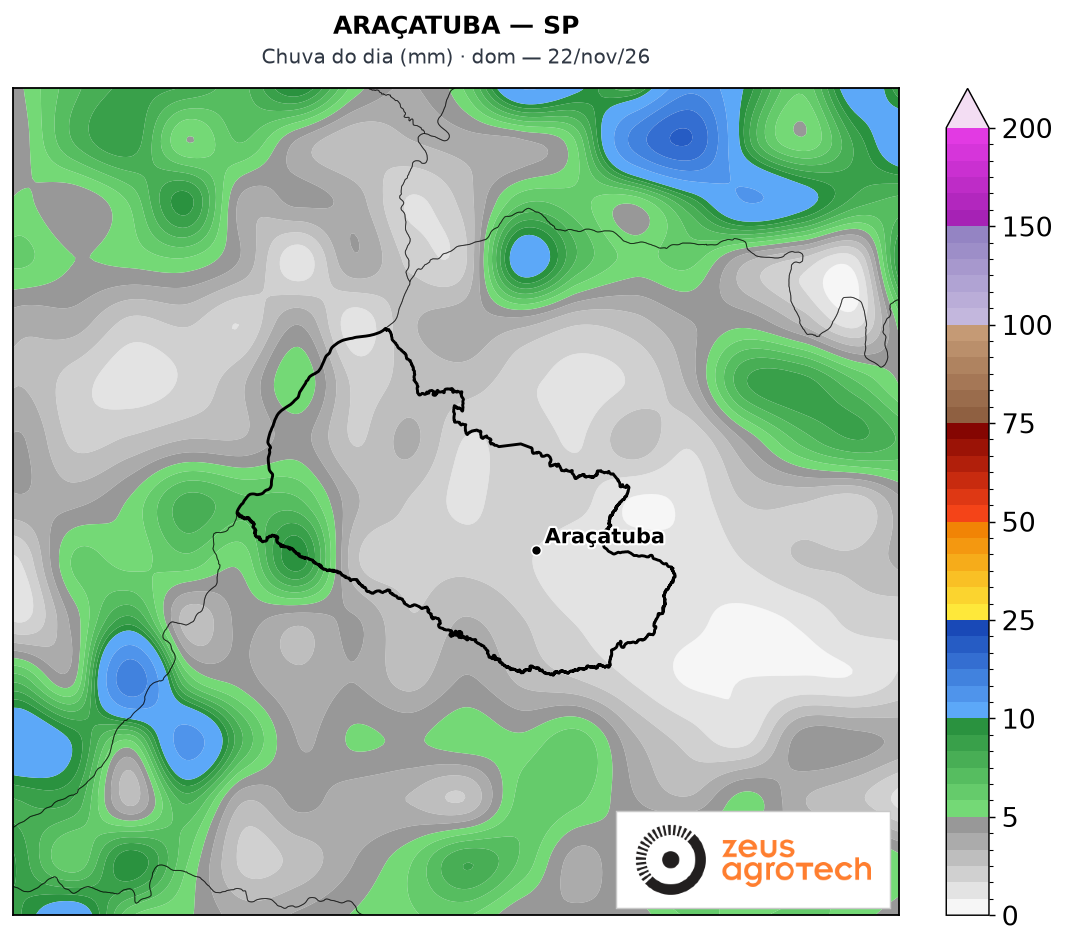 ARAÇATUBA — SP
Chuva do dia (mm) · dom — 22/nov/26
200
150
100
75
50
25
10
5
0
Araçatuba
zeus
agrotech